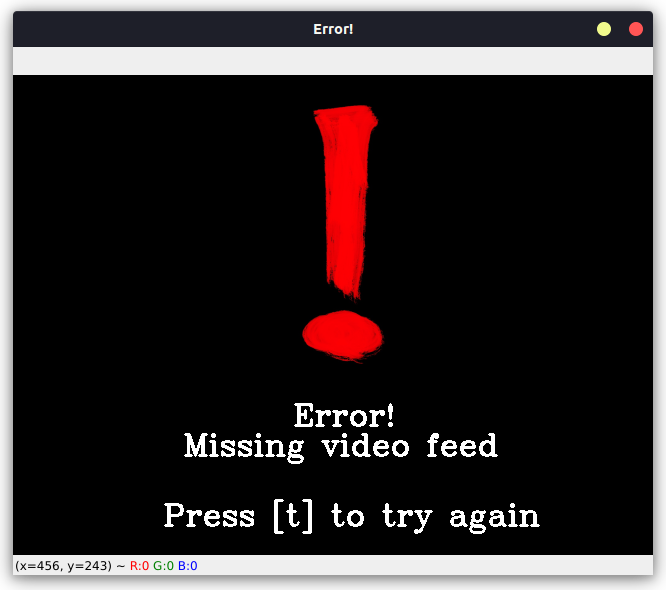 Error!
Error!
Missing video feed
Press [t] to try again
(x=456, y=243) ~ R:0 G:0 B:0